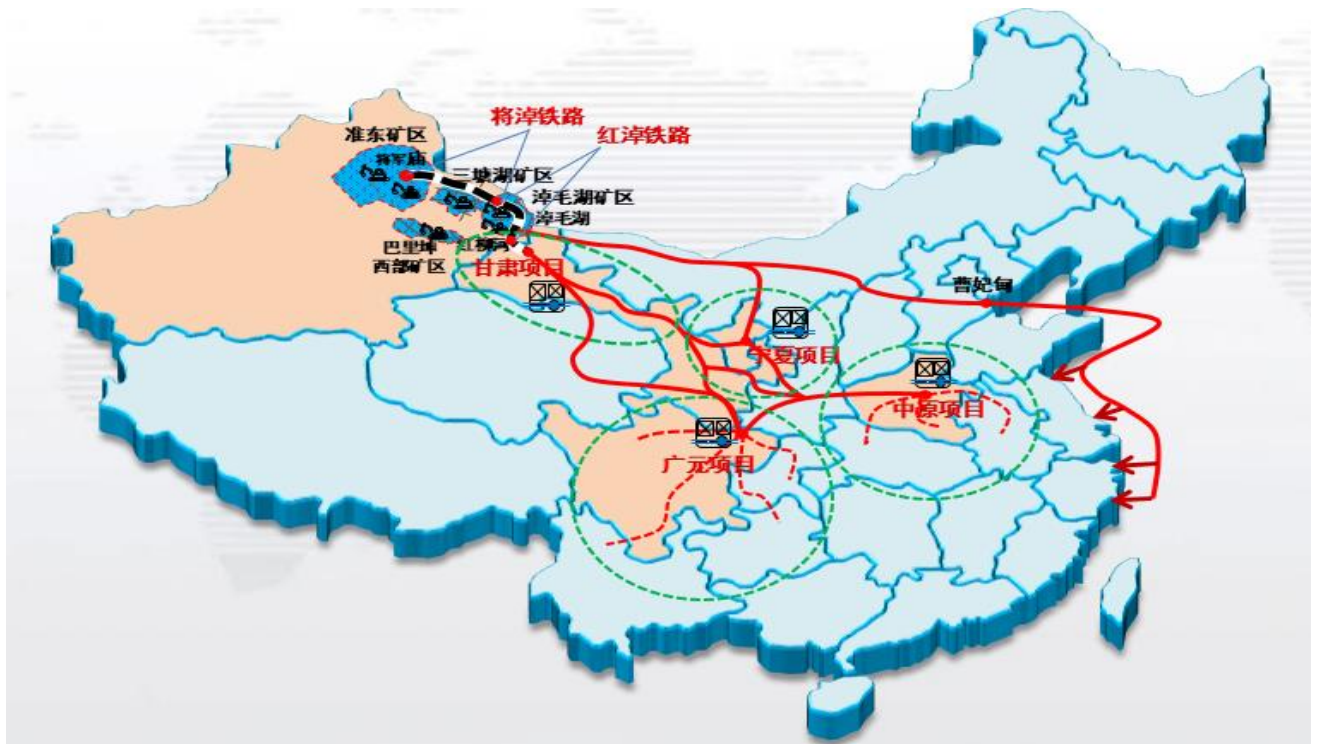 将淖铁路
红淖铁路
准东矿区
将军庙
三塘湖矿区
淖毛湖矿区
淖毛湖
巴里坤
西部矿区
红柳河
甘肃项目
曹妃甸
宁夏项目
中原项目
广元项目